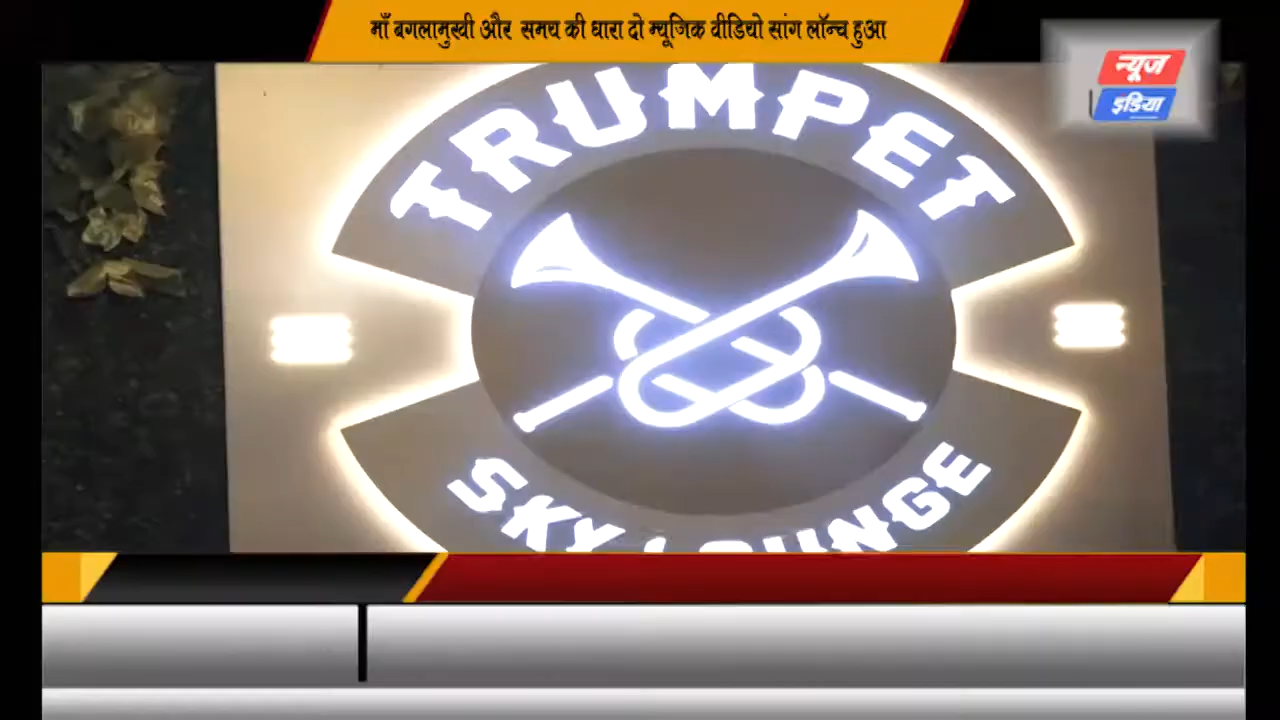 माँ बगलामुखी और समय की धारा दो म्यूजिक वीडियो सांग लॉन्च हुआ
न्यूज
इंडिया
TRUMPET
SKY LOUNGE